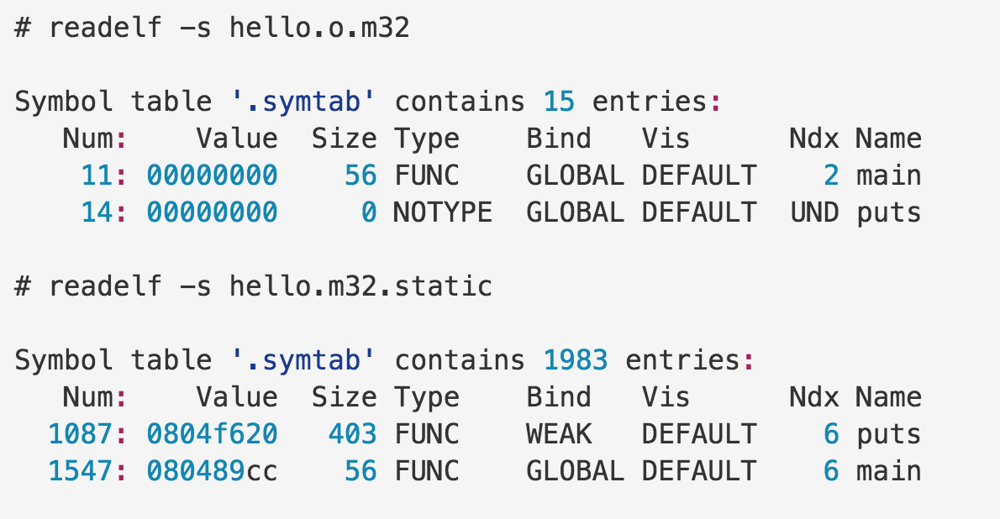 # readelf -s hello.o.m32
Symbol table '.symtab' contains 15 entries:
Num: Value Size Type Bind Vis Ndx Name
11: 00000000 56 FUNC GLOBAL DEFAULT 2 main
14: 00000000 0 NOTYPE GLOBAL DEFAULT UND puts
# readelf -s hello.m32.static
Symbol table '.symtab' contains 1983 entries:
Num: Value Size Type Bind Vis Ndx Name
1087: 0804f620 403 FUNC WEAK DEFAULT 6 puts
1547: 080489cc 56 FUNC GLOBAL DEFAULT 6 main